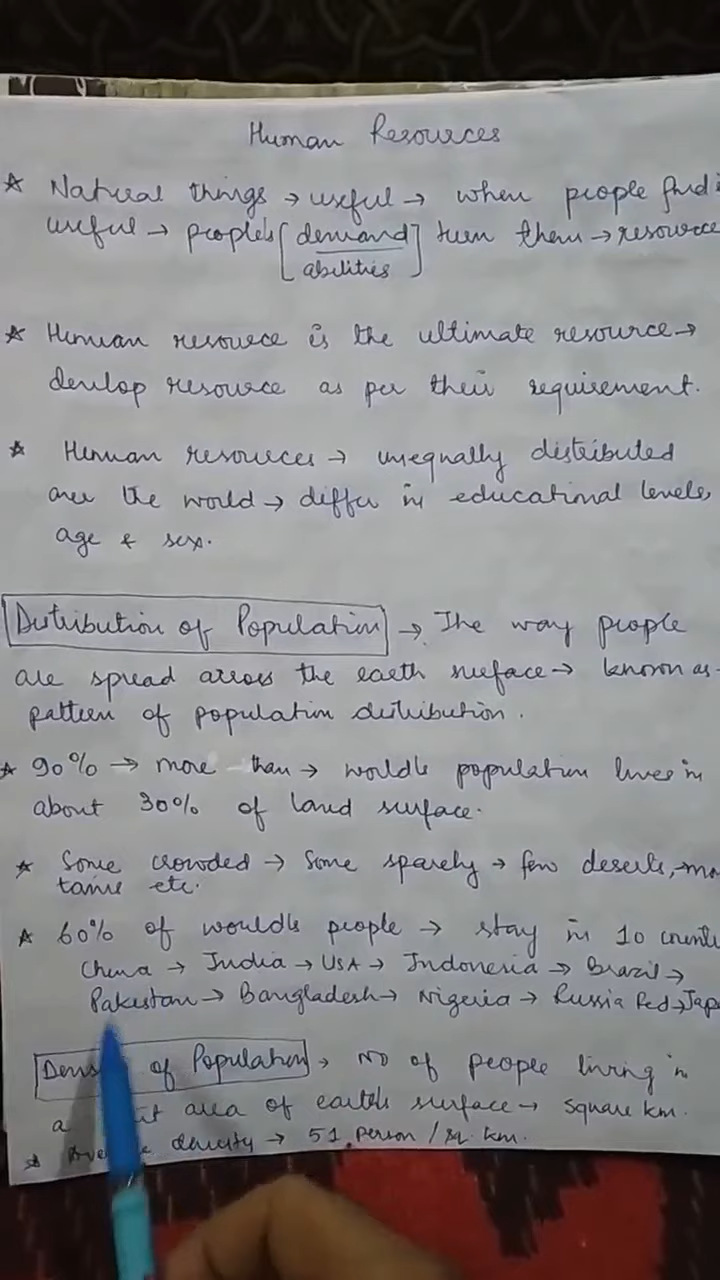 Human Resources
☆ Natural things → useful → when people find i
useful → people's [demand/abilities] turn them → resource
☆ Human resource is the ultimate resource →
develop resource as per their requirement.
☆ Human resources → unequally distributed
over the world → differ in educational levels,
age & sex.
Distribution of Population → The way people
are spread across the earth surface → known as
pattern of population distribution.
☆ 90% → more than → world's population lives in
about 30% of land surface.
☆ Some crowded → Some sparely → few deserts, mo
tains etc.
☆ 60% of world's people → stay in 10 countr
China → India → USA → Indonesia → Brazil →
Pakistan → Bangladesh → Nigeria → Russia Fed → Jap
of Population → No of people living in
a area of earth surface → square km.
☆ density → 51 person / sq. km.